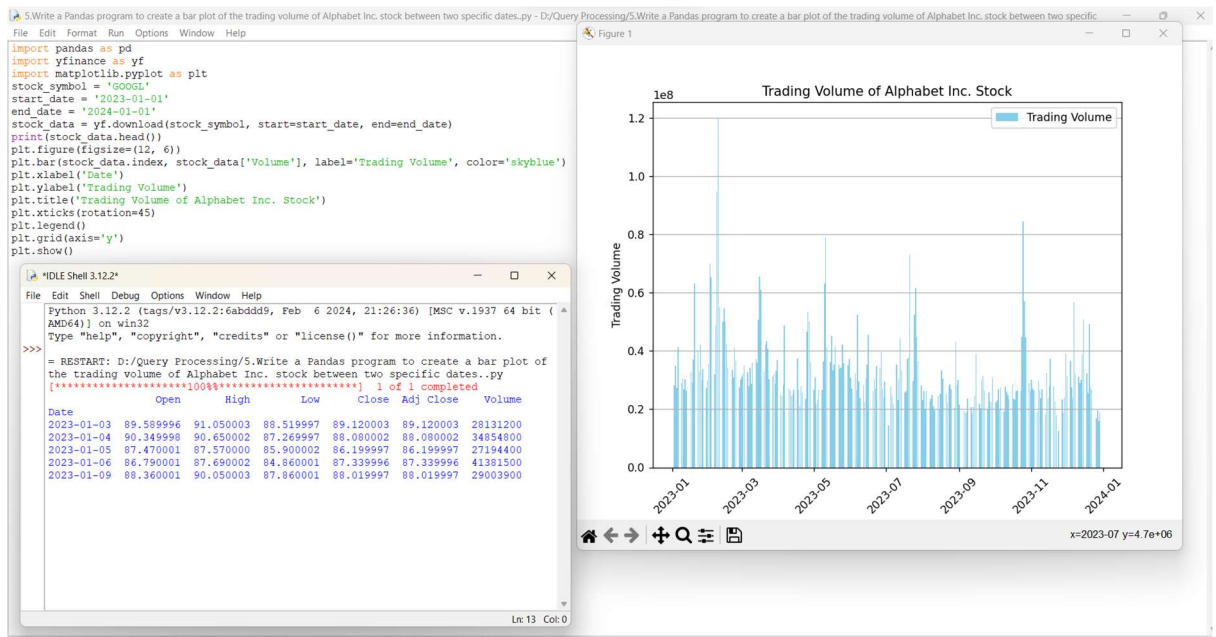 5.Write a Pandas program to create a bar plot of the trading volume of Alphabet Inc. stock between two specific dates..py - D:/Query Processing/5.Write a Pandas program to create a bar plot of the trading volume of Alphabet Inc. stock between two specific
File Edit Format Run Options Window Help
import pandas as pd
import yfinance as yf
import matplotlib.pyplot as plt
stock_symbol = 'GOOGL'
start_date = '2023-01-01'
end_date = '2024-01-01'
stock_data = yf.download(stock_symbol, start=start_date, end=end_date)
print(stock_data.head())
plt.figure(figsize=(12, 6))
plt.bar(stock_data.index, stock_data['Volume'], label='Trading Volume', color='skyblue')
plt.xlabel('Date')
plt.ylabel('Trading Volume')
plt.title('Trading Volume of Alphabet Inc. Stock')
plt.xticks(rotation=45)
plt.legend()
plt.grid(axis='y')
plt.show()
*IDLE Shell 3.12.2*
File Edit Shell Debug Options Window Help
Python 3.12.2 (tags/v3.12.2:6abddd9, Feb 6 2024, 21:26:36) [MSC v.1937 64 bit (
AMD64)] on win32
Type "help", "copyright", "credits" or "license()" for more information.
>>>
= RESTART: D:/Query Processing/5.Write a Pandas program to create a bar plot of
the trading volume of Alphabet Inc. stock between two specific dates..py
[*********************100%%**********************] 1 of 1 completed
Open High Low Close Adj Close Volume
Date
2023-01-03 89.589996 91.050003 88.519997 89.120003 89.120003 28131200
2023-01-04 90.349998 90.650002 87.269997 88.080002 88.080002 34854800
2023-01-05 87.470001 87.570000 85.900002 86.199997 86.199997 27194400
2023-01-06 86.790001 87.690002 84.860001 87.339996 87.339996 41381500
2023-01-09 88.360001 90.050003 87.860001 88.019997 88.019997 29003900
Ln: 13 Col: 0
Figure 1
Trading Volume of Alphabet Inc. Stock
1e8
Trading Volume
1.2
1.0
0.8
0.6
0.4
0.2
0.0
Trading Volume
2023-01
2023-03
2023-05
2023-07
2023-09
2023-11
2024-01
x=2023-07 y=4.7e+06